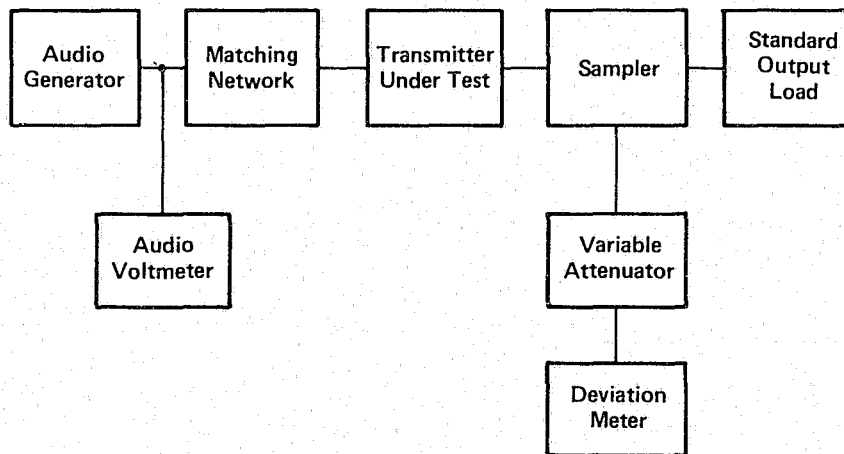 Audio
Generator
Matching
Network
Transmitter
Under Test
Sampler
Standard
Output
Load
Audio
Voltmeter
Variable
Attenuator
Deviation
Meter